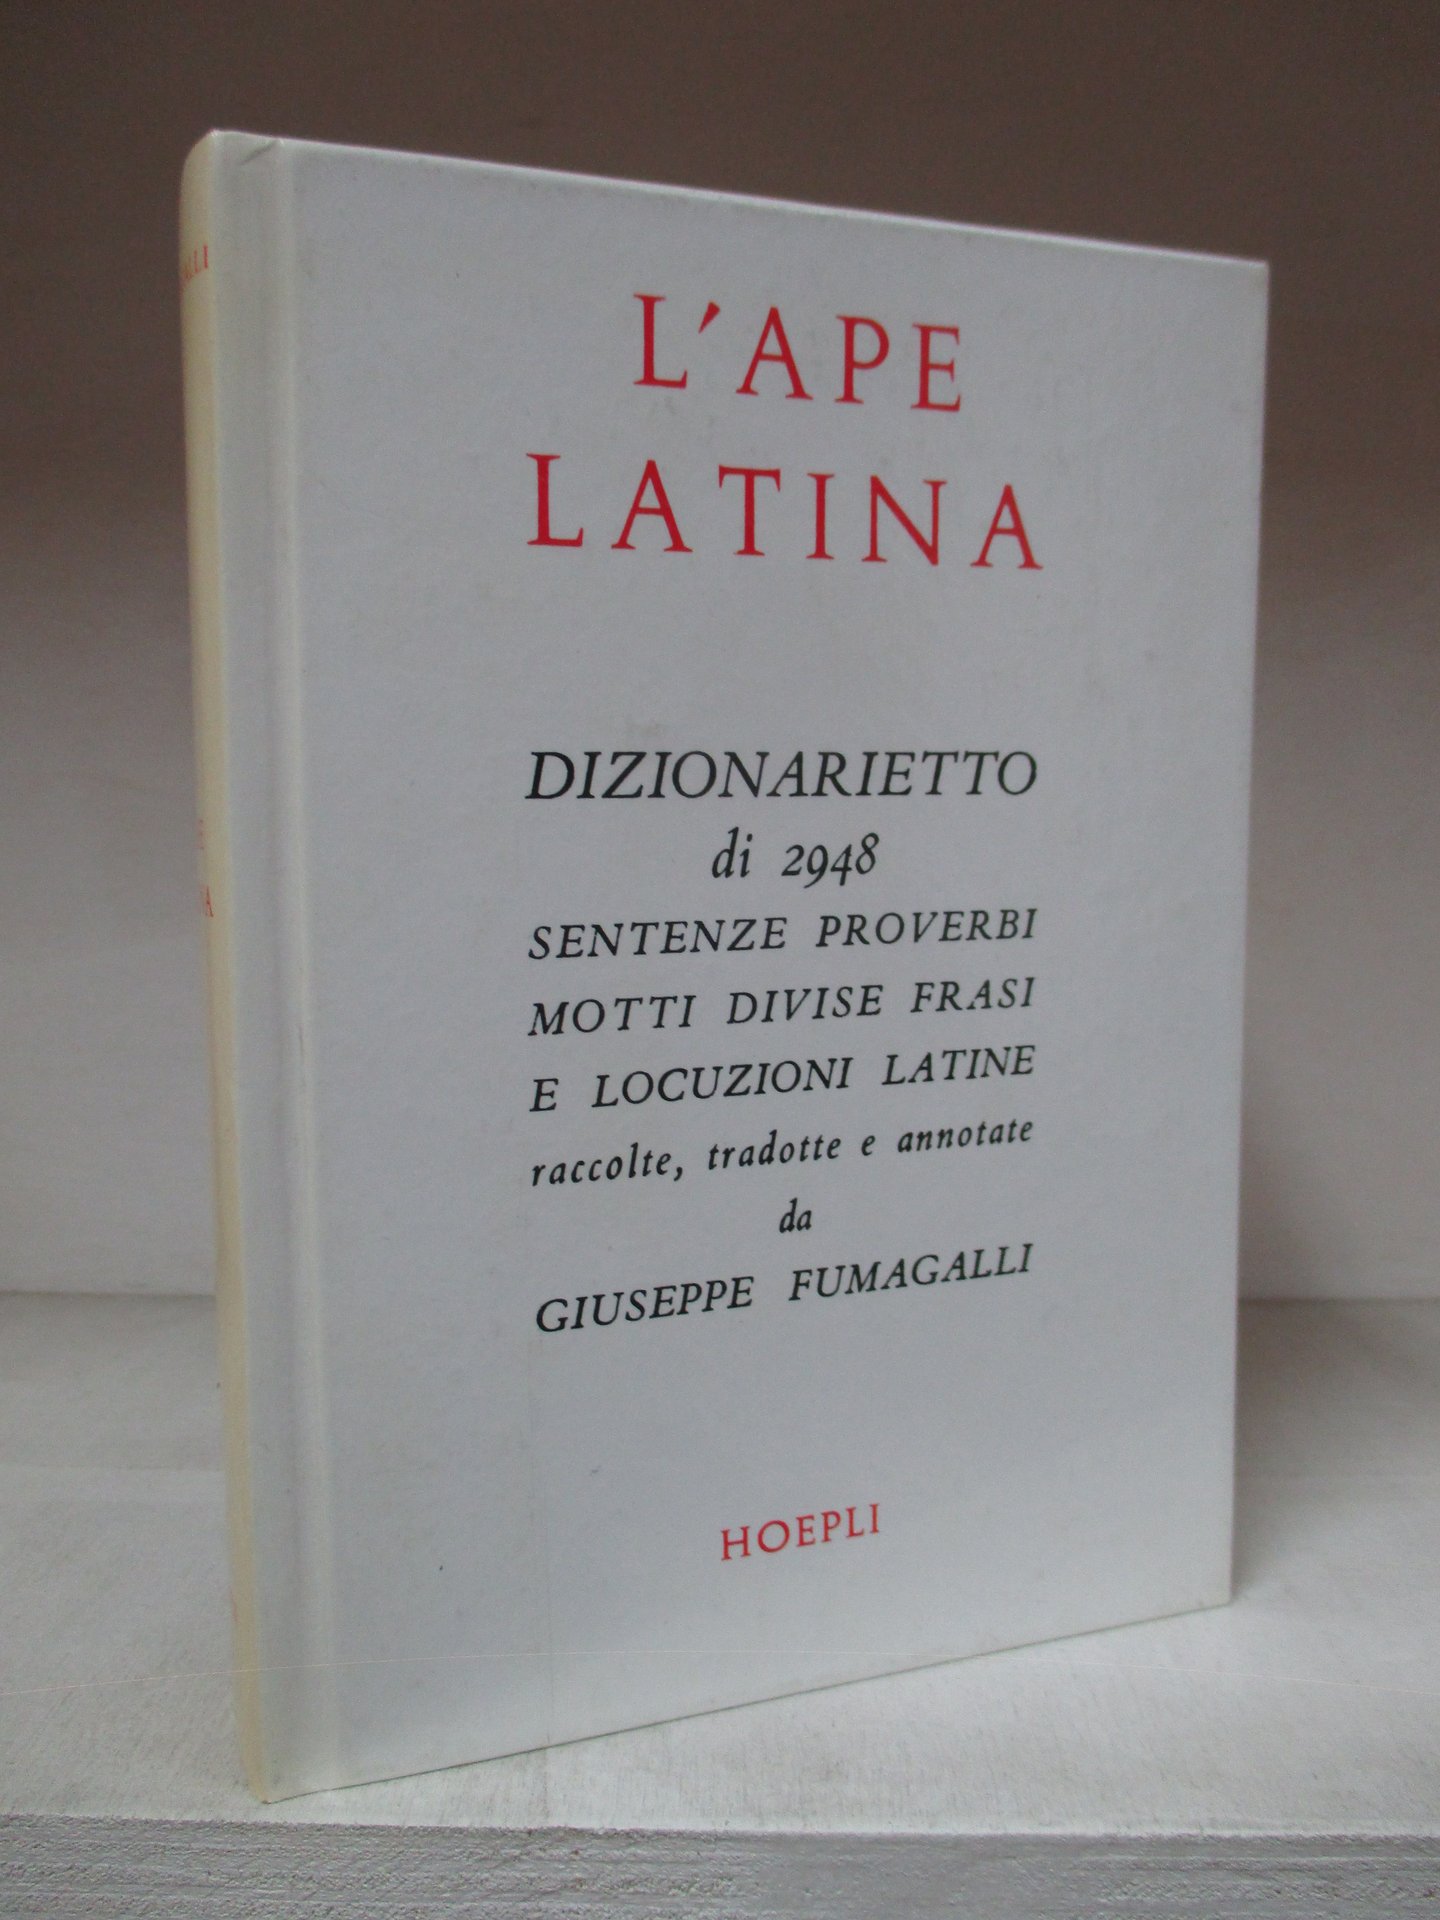 L'APE
LATINA
DIZIONARIETTO
di 2948
SENTENZE PROVERBI
MOTTI DIVISE FRASI
E LOCUZIONI LATINE
raccolte, tradotte e annotate
da
GIUSEPPE FUMAGALLI
HOEPLI